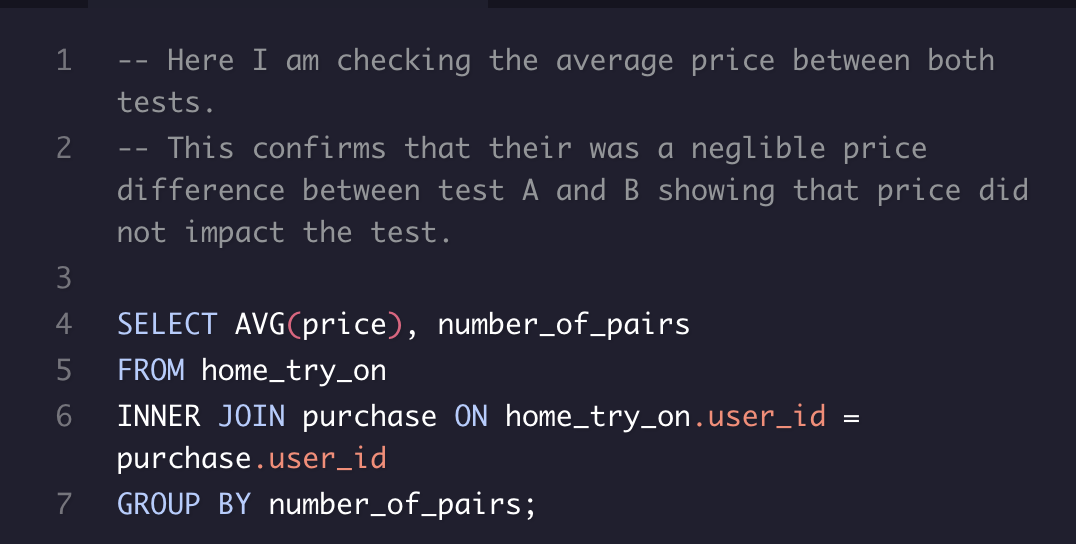 1 -- Here I am checking the average price between both
tests.
2 -- This confirms that their was a neglible price
difference between test A and B showing that price did
not impact the test.
3
4 SELECT AVG(price), number_of_pairs
5 FROM home_try_on
6 INNER JOIN purchase ON home_try_on.user_id =
purchase.user_id
7 GROUP BY number_of_pairs;